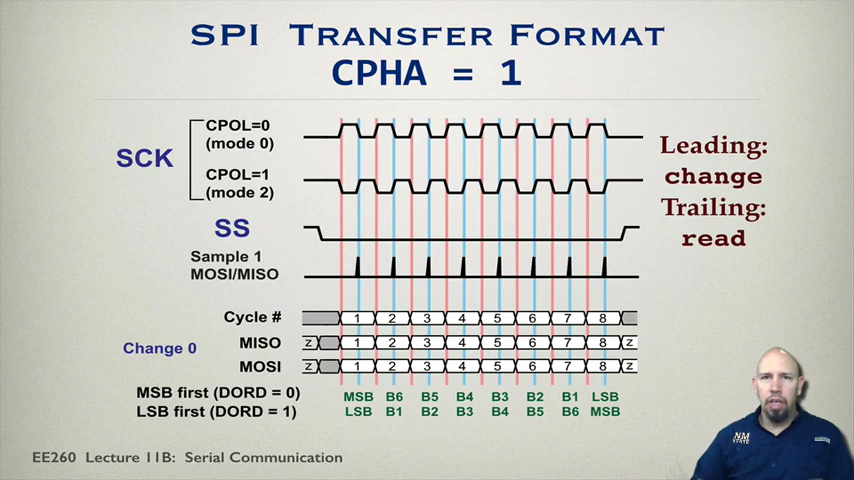 SPI Transfer Format
CPHA = 1
CPOL=0
(mode 0)
SCK
CPOL=1
(mode 2)
Leading:
change
Trailing:
read
SS
Sample 1
MOSI/MISO
Cycle # 1 2 3 4 5 6 7 8
MISO z 1 2 3 4 5 6 7 8 z
Change 0
MOSI z 1 2 3 4 5 6 7 8 z
MSB first (DORD = 0) MSB B6 B5 B4 B3 B2 B1 LSB
LSB first (DORD = 1) LSB B1 B2 B3 B4 B5 B6 MSB
NM
STATE
EE260 Lecture 11B: Serial Communication